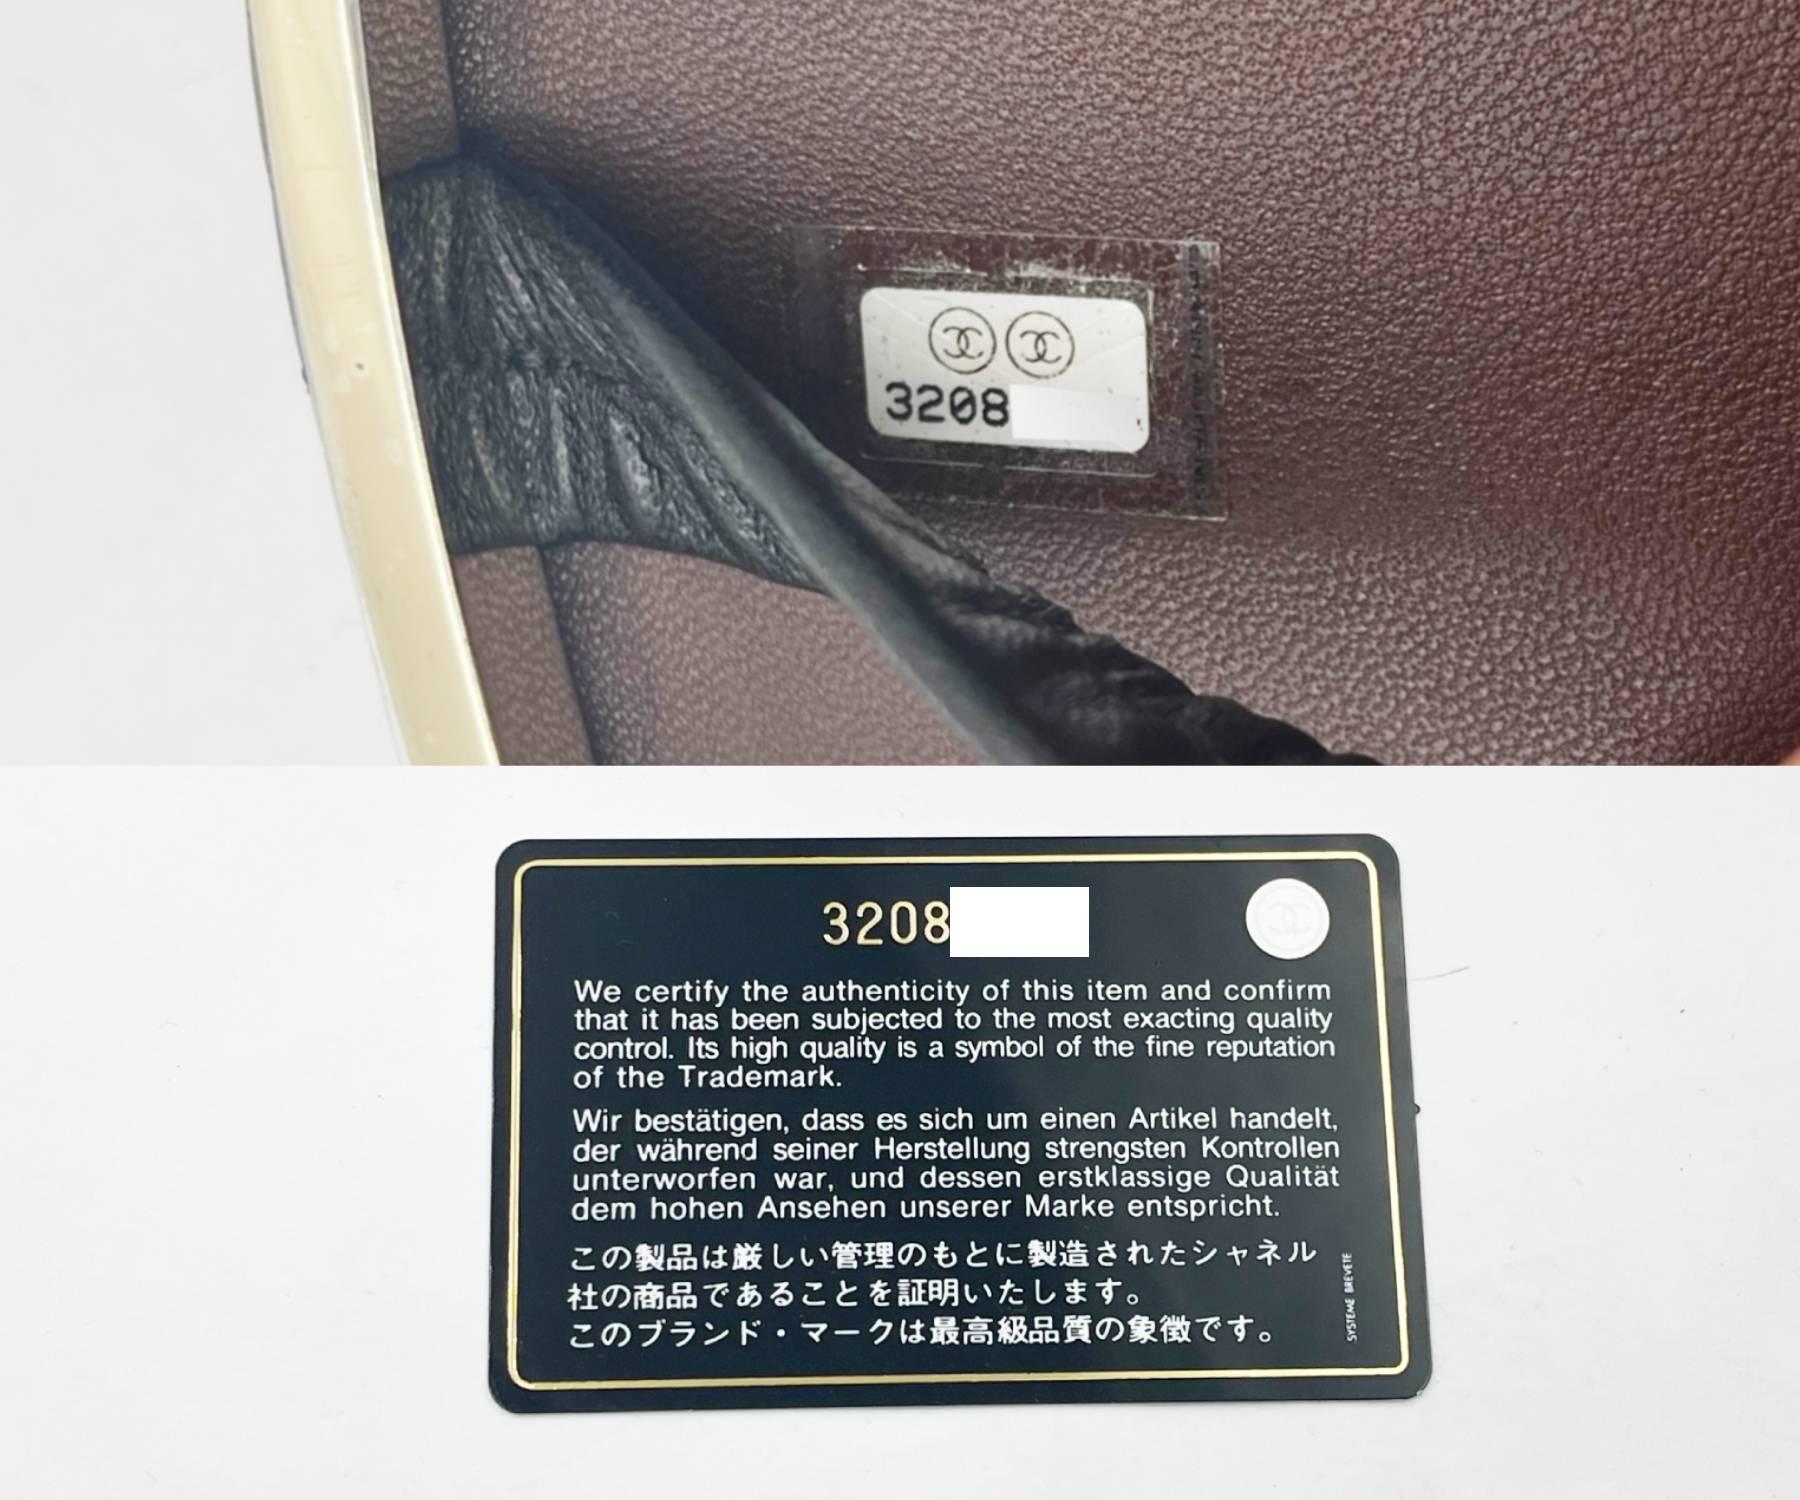 3208
3208
We certify the authenticity of this item and confirm
that it has been subjected to the most exacting quality
control. Its high quality is a symbol of the fine reputation
of the Trademark.
Wir bestätigen, dass es sich um einen Artikel handelt,
der während seiner Herstellung strengsten Kontrollen
unterworfen war, und dessen erstklassige Qualität
dem hohen Ansehen unserer Marke entspricht.
この製品は厳しい管理のもとに製造されたシャネル
社の商品であることを証明いたします。
このブランド・マークは最高級品質の象徴です。
SYSTEME BREVETE